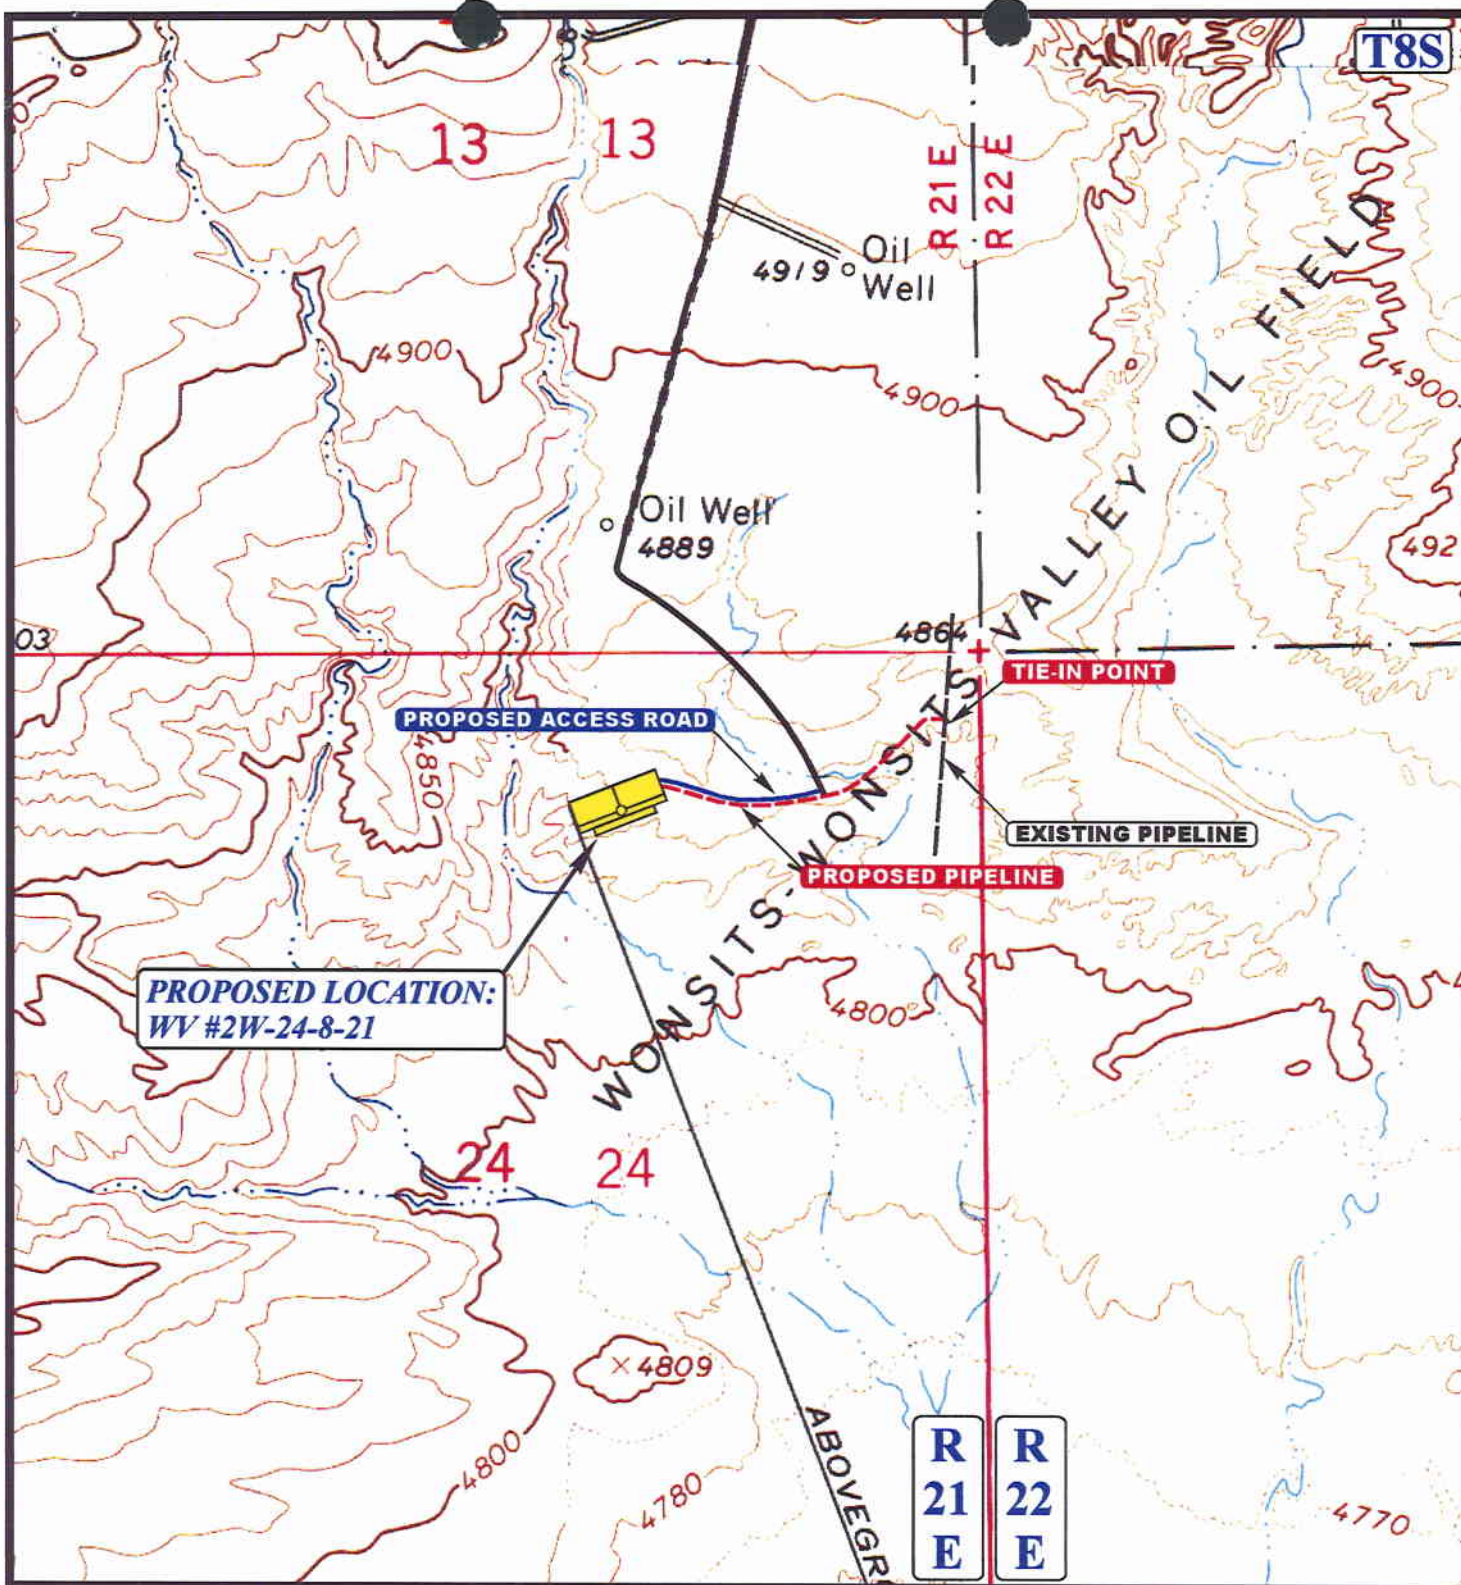 T8S
13
13
R 21 E
R 22 E
Oil
Well
4919
4900
4900
4900
Oil Well
4889
492
03
4864
WONSITS-WONSITS VALLEY OIL FIELD
TIE-IN POINT
PROPOSED ACCESS ROAD
4850
EXISTING PIPELINE
PROPOSED PIPELINE
PROPOSED LOCATION:
WV #2W-24-8-21
4800
24
24
4809
4800
4780
4770
ABOVEGR
R
21
E
R
22
E